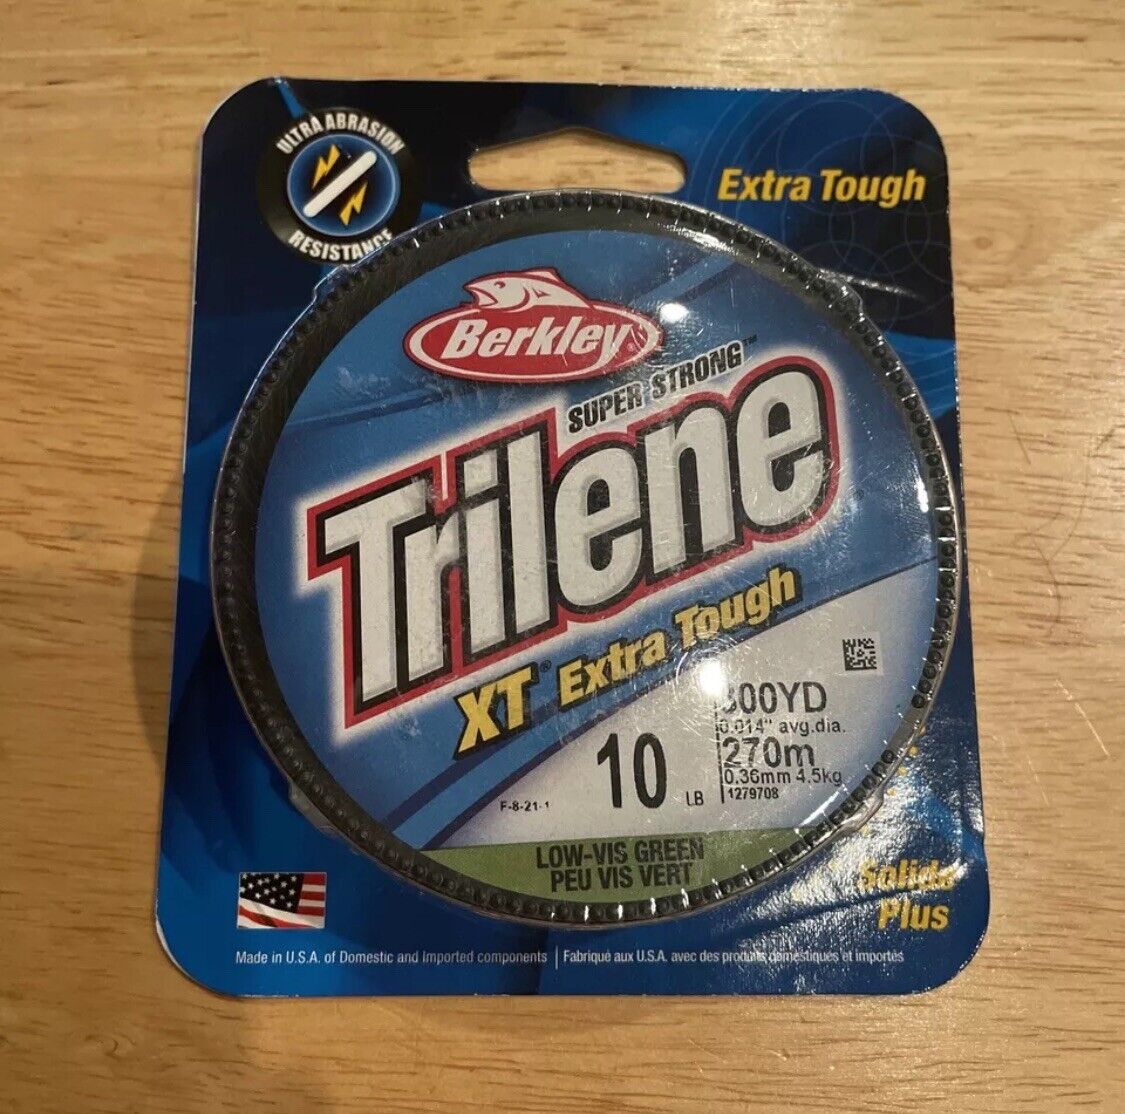 ULTRA ABRASION
RESISTANCE
Extra Tough
Berkley®
SUPER STRONG™
Trilene®
XT® Extra Tough
300YD
0.014" avg.dia.
10 LB
270m
0.36mm 4.5kg
1279708
F-8-21-1
LOW-VIS GREEN
PEU VIS VERT
Solide
Plus
Made in U.S.A. of Domestic and Imported components
Fabriqué aux U.S.A. avec des produits domestiques et importés